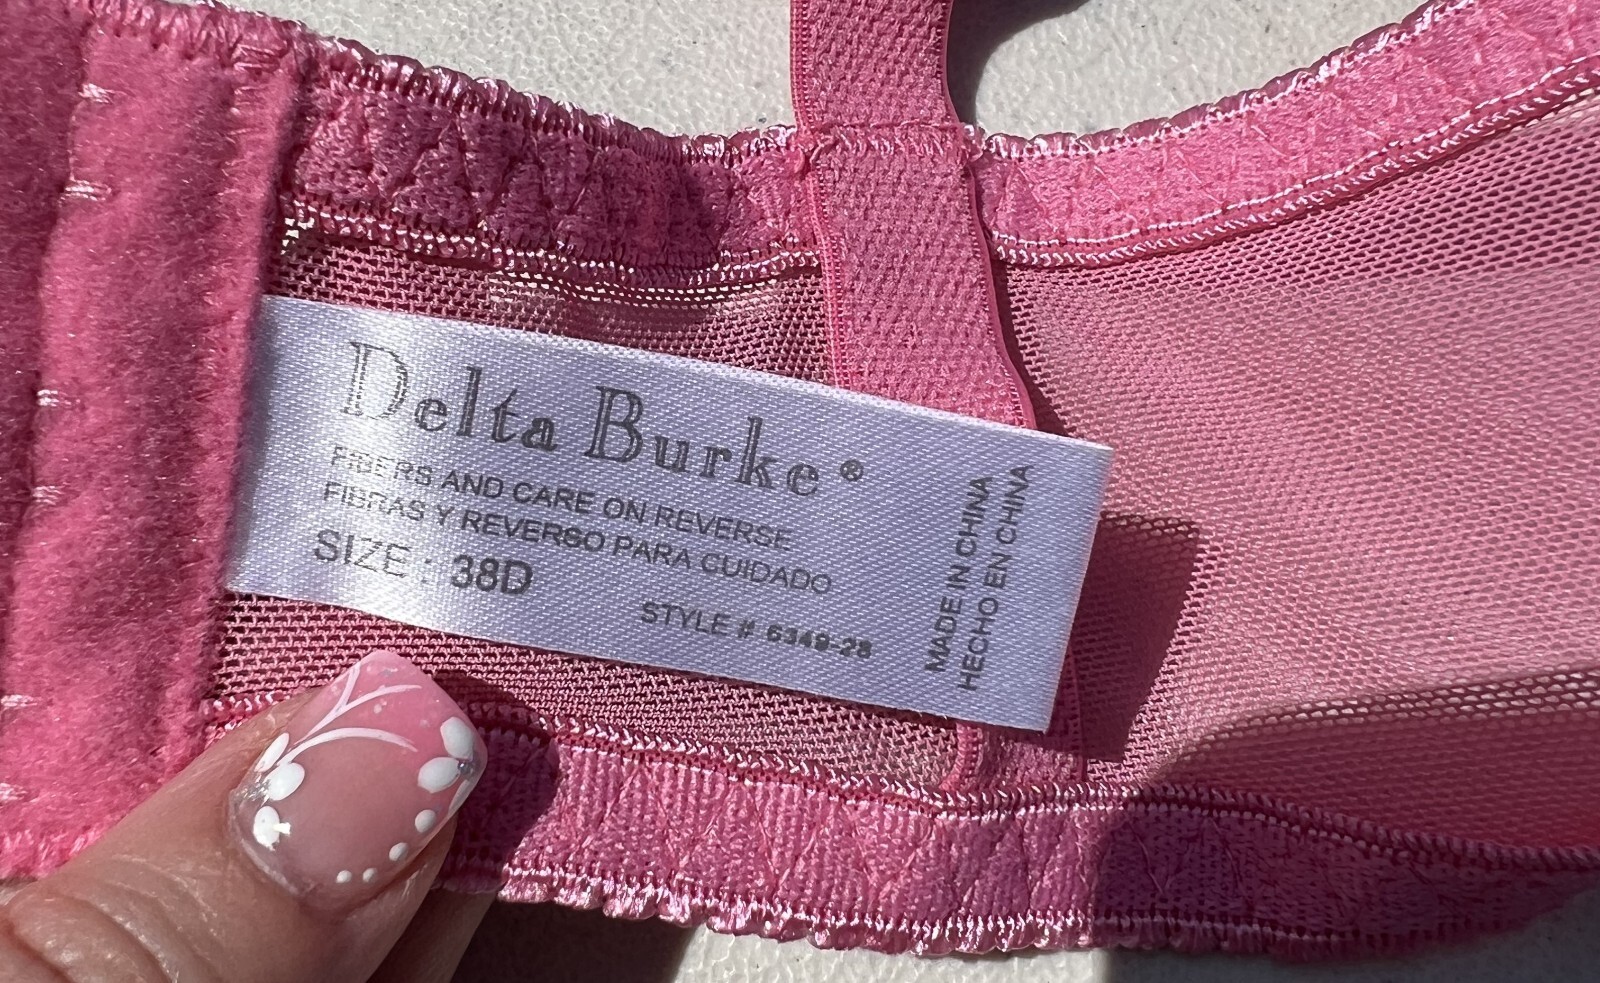 Delta Burke®
FIBERS AND CARE ON REVERSE
FIBRAS Y REVERSO PARA CUIDADO
SIZE : 38D
STYLE # 6349-28
MADE IN CHINA
HECHO EN CHINA